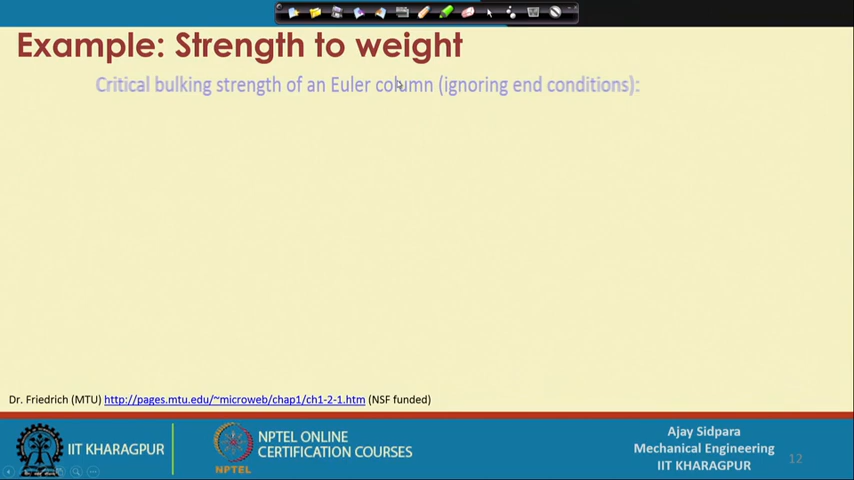 Example: Strength to weight
Critical bulking strength of an Euler column (ignoring end conditions):
Dr. Friedrich (MTU) http://pages.mtu.edu/~microweb/chap1/ch1-2-1.htm (NSF funded)
IIT KHARAGPUR
NPTEL
NPTEL ONLINE
CERTIFICATION COURSES
Ajay Sidpara
Mechanical Engineering
IIT KHARAGPUR
12